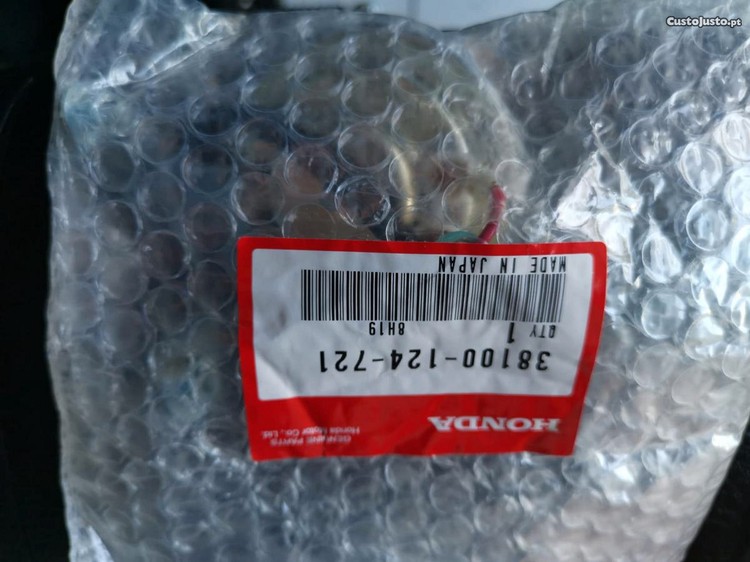 CustoJusto.pt
HONDA
GENUINE PARTS
Honda Motor Co., Ltd.
38100-124-721
QTY
1
8H19
MADE IN JAPAN